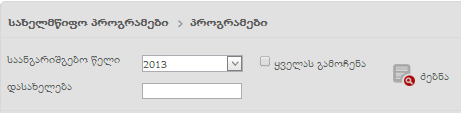 სახელმწიფო პროგრამები > პროგრამები
საანგარიშგებო წელი 2013 ყველას გამოჩენა
ძებნა
დასახელება